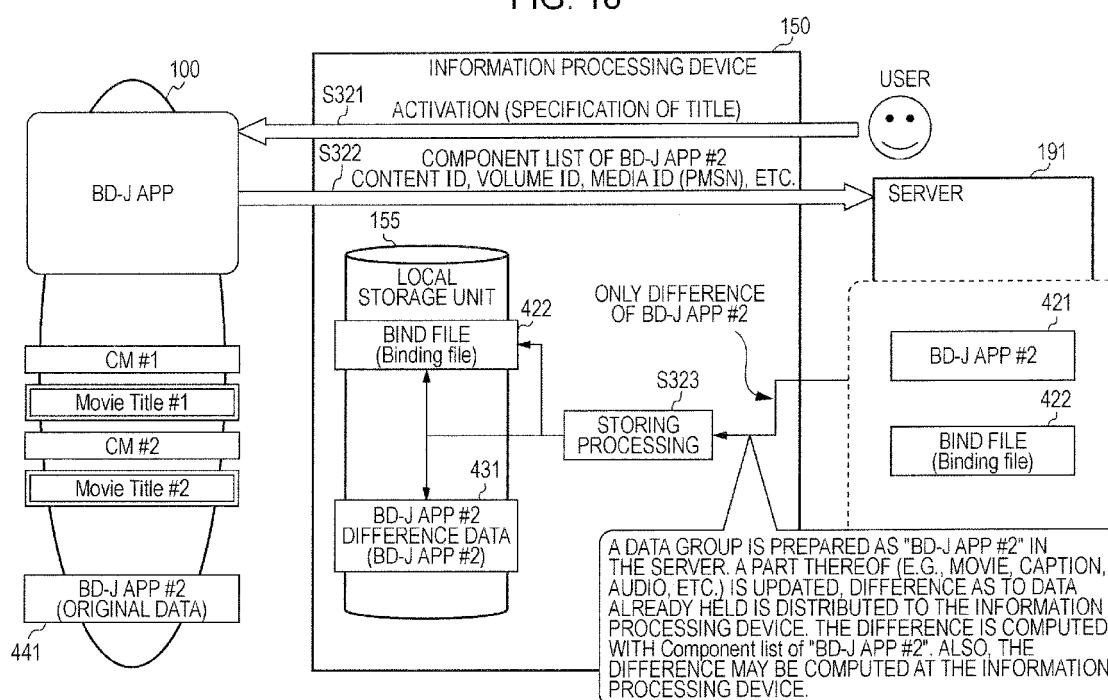 FIG. 16
150
INFORMATION PROCESSING DEVICE
100
S321
ACTIVATION (SPECIFICATION OF TITLE)
USER
S322
COMPONENT LIST OF BD-J APP #2
CONTENT ID, VOLUME ID, MEDIA ID (PMSN), ETC.
BD-J APP
191
SERVER
155
LOCAL
STORAGE UNIT
422
BIND FILE
(Binding file)
ONLY DIFFERENCE
OF BD-J APP #2
421
BD-J APP #2
CM #1
Movie Title #1
CM #2
Movie Title #2
S323
STORING
PROCESSING
422
BIND FILE
(Binding file)
431
BD-J APP #2
DIFFERENCE DATA
(BD-J APP #2)
BD-J APP #2
(ORIGINAL DATA)
441
A DATA GROUP IS PREPARED AS "BD-J APP #2" IN
THE SERVER. A PART THEREOF (E.G., MOVIE, CAPTION,
AUDIO, ETC.) IS UPDATED, DIFFERENCE AS TO DATA
ALREADY HELD IS DISTRIBUTED TO THE INFORMATION
PROCESSING DEVICE. THE DIFFERENCE IS COMPUTED
WITH Component list of "BD-J APP #2". ALSO, THE
DIFFERENCE MAY BE COMPUTED AT THE INFORMATION
PROCESSING DEVICE.